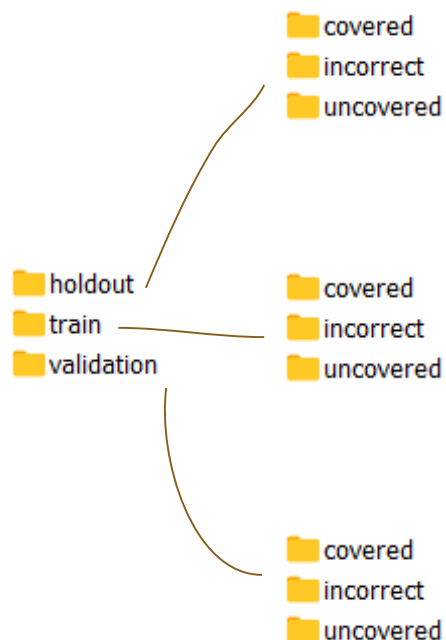 covered
incorrect
uncovered
holdout
train
validation
covered
incorrect
uncovered
covered
incorrect
uncovered